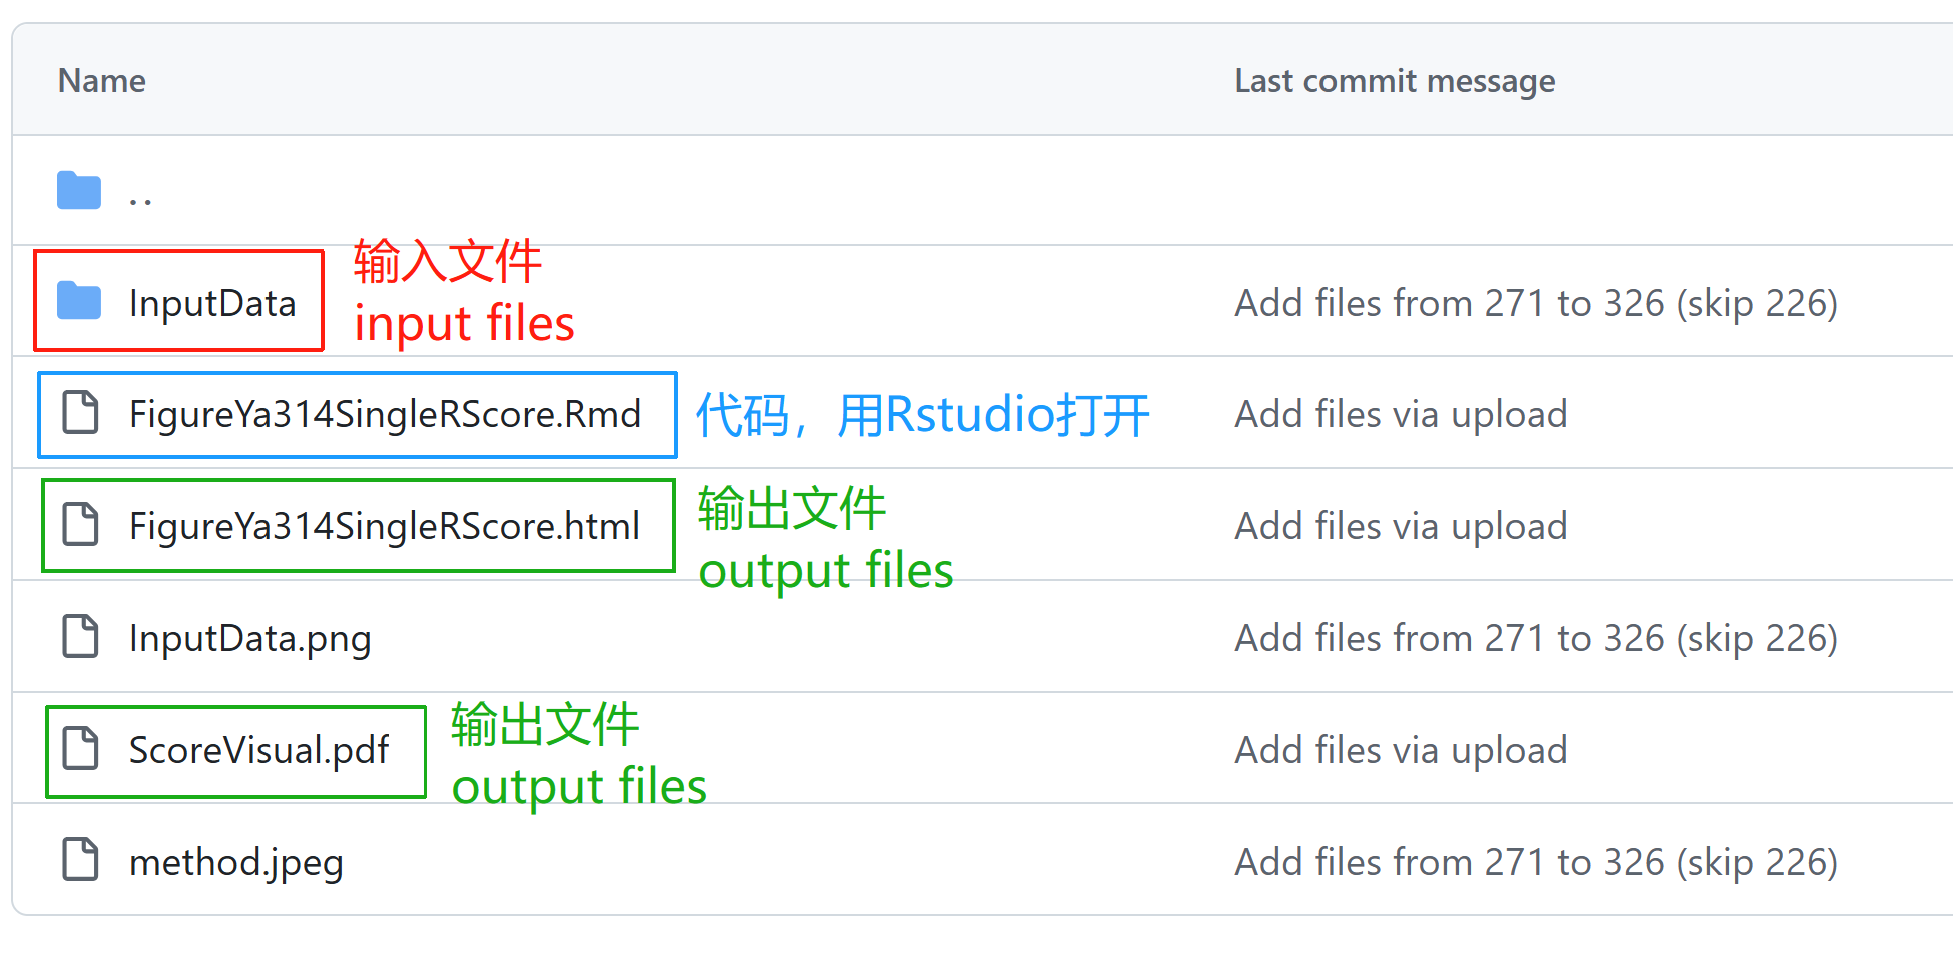 Name
Last commit message
..
InputData
输入文件
input files
Add files from 271 to 326 (skip 226)
FigureYa314SingleRScore.Rmd
代码，用Rstudio打开
Add files via upload
FigureYa314SingleRScore.html
输出文件
output files
Add files via upload
InputData.png
Add files from 271 to 326 (skip 226)
ScoreVisual.pdf
输出文件
output files
Add files via upload
method.jpeg
Add files from 271 to 326 (skip 226)